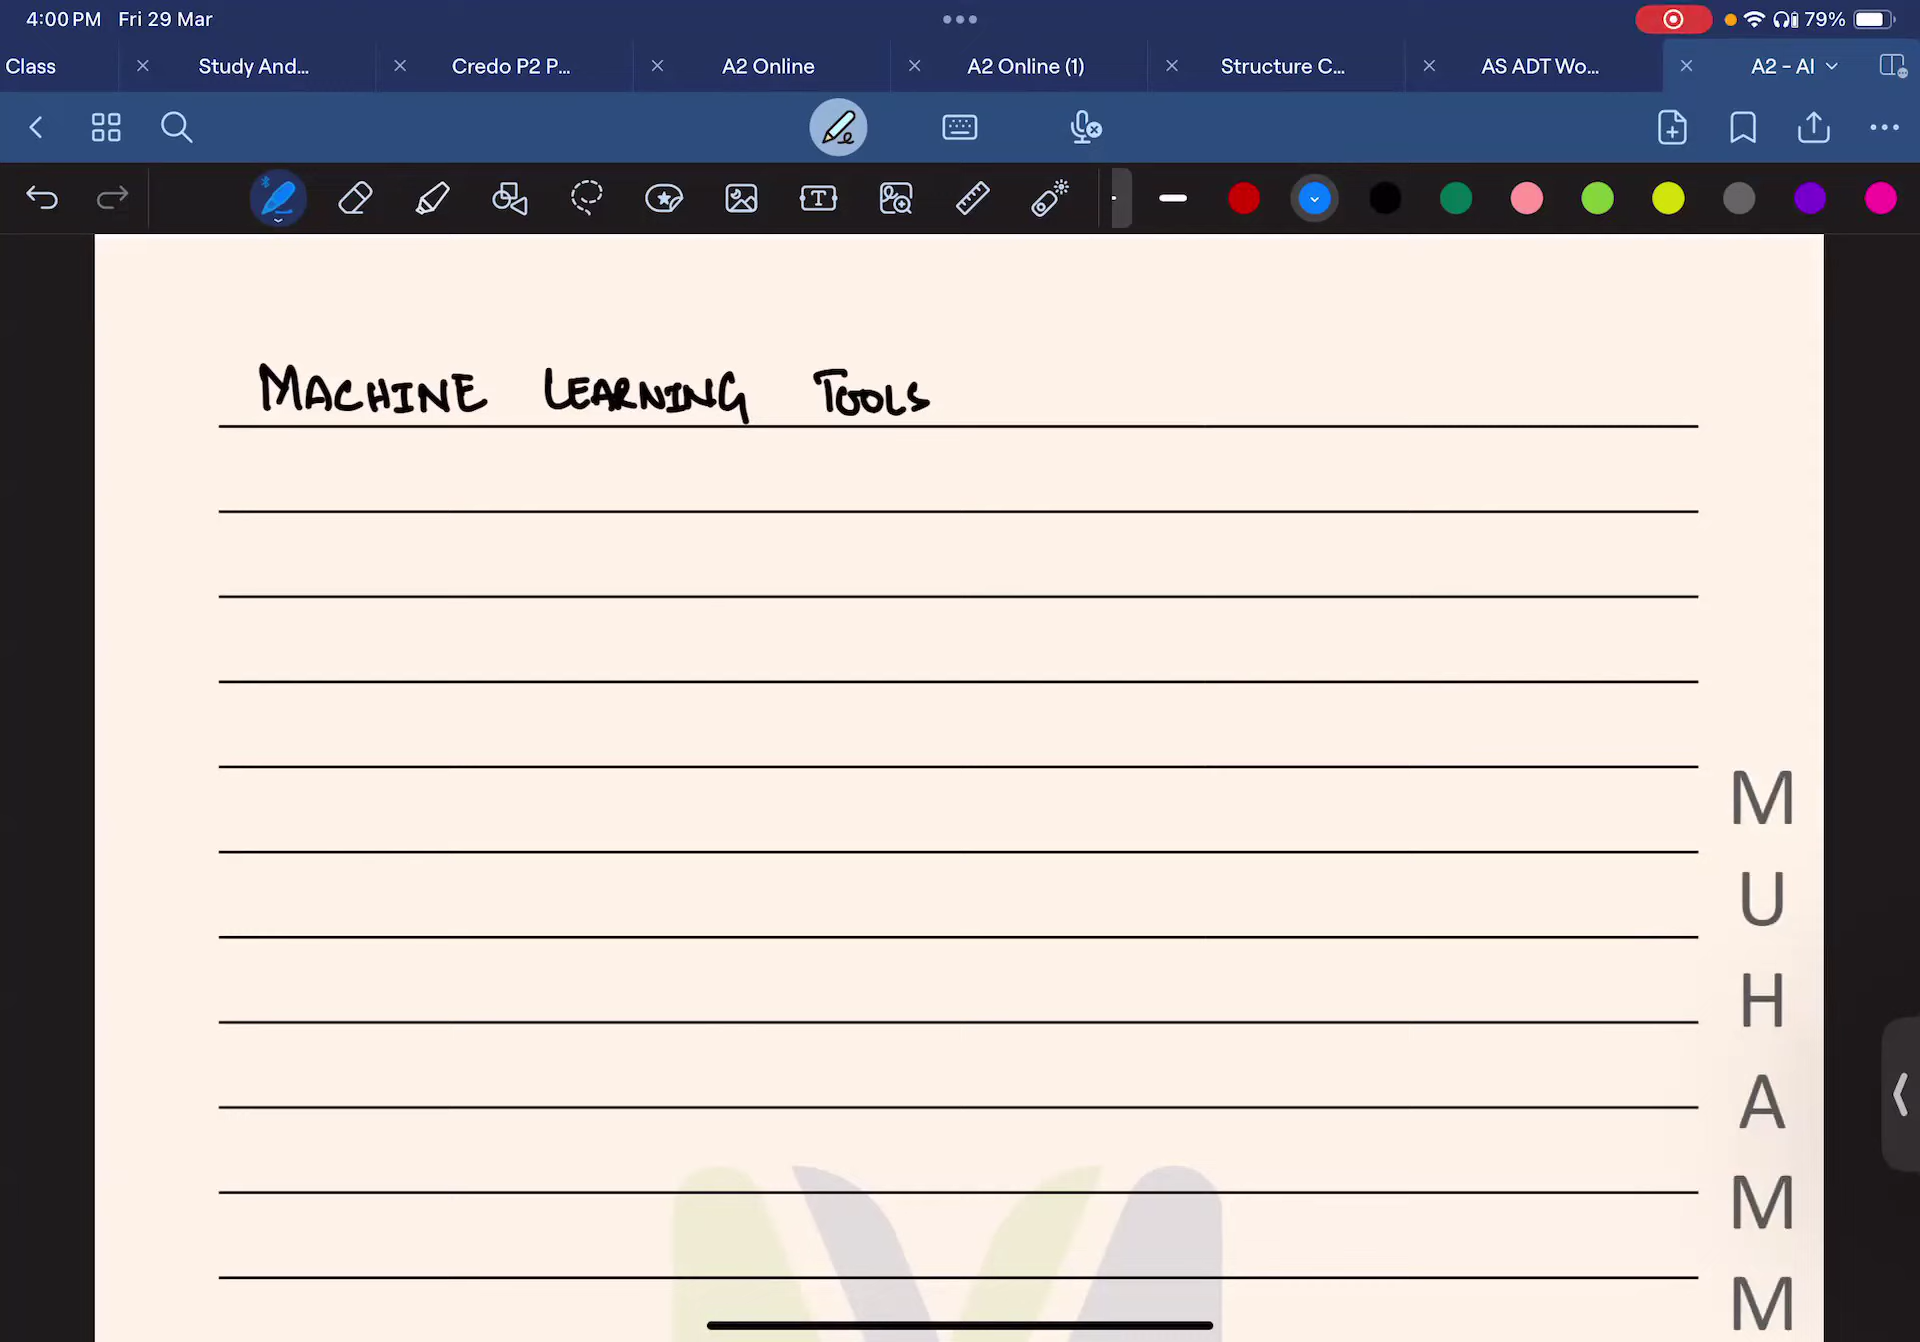 4:00 PM Fri 29 Mar
79%
Class
Study And...
Credo P2 P...
A2 Online
A2 Online (1)
Structure C...
AS ADT Wo...
A2 - AI
MACHINE LEARNING TOOLS
M
U
H
A
M
M